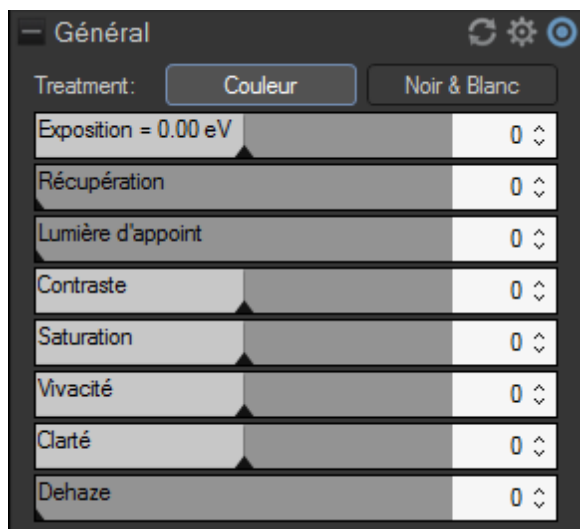 Général
Treatment: Couleur Noir & Blanc
Exposition = 0.00 eV 0
Récupération 0
Lumière d'appoint 0
Contraste 0
Saturation 0
Vivacité 0
Clarté 0
Dehaze 0